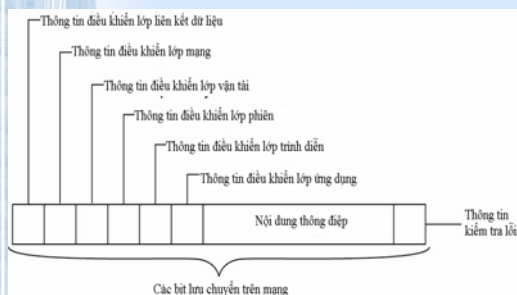 Thông tin điều khiển lớp liên kết dữ liệu
Thông tin điều khiển lớp mạng
Thông tin điều khiển lớp vận tải
Thông tin điều khiển lớp phiên
Thông tin điều khiển lớp trình diễn
Thông tin điều khiển lớp ứng dụng
Nội dung thông điệp
Thông tin
kiểm tra lỗi
Các bít lưu chuyển trên mạng